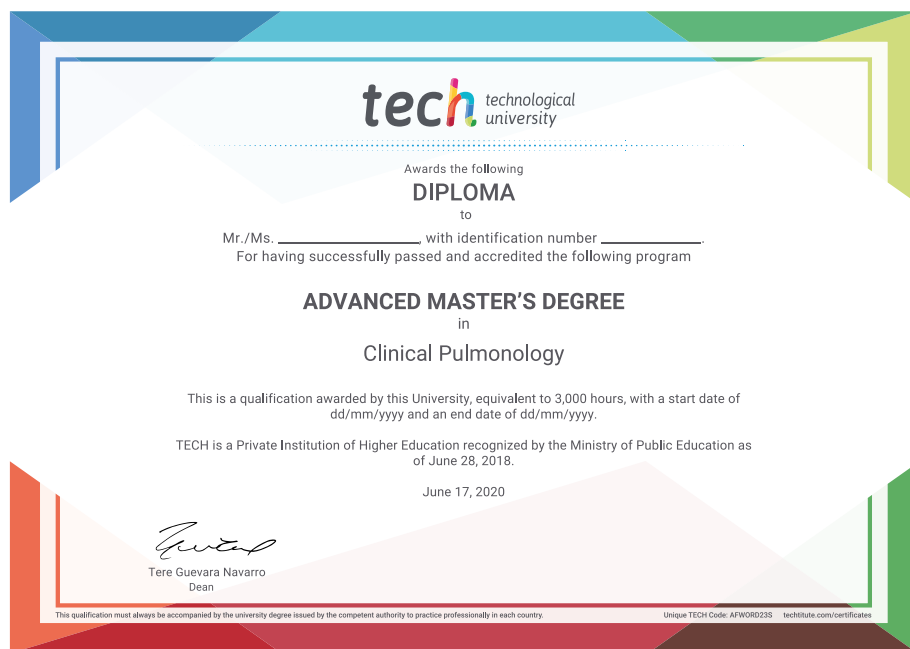 tech technological
university
Awards the following
DIPLOMA
to
Mr./Ms. ____________, with identification number ____________.
For having successfully passed and accredited the following program
ADVANCED MASTER'S DEGREE
in
Clinical Pulmonology
This is a qualification awarded by this University, equivalent to 3,000 hours, with a start date of
dd/mm/yyyy and an end date of dd/mm/yyyy.
TECH is a Private Institution of Higher Education recognized by the Ministry of Public Education as
of June 28, 2018.
June 17, 2020
Tere Guevara Navarro
Dean
This qualification must always be accompanied by the university degree issued by the competent authority to practice professionally in each country. Unique TECH Code: AFWORD23S techtitute.com/certificates